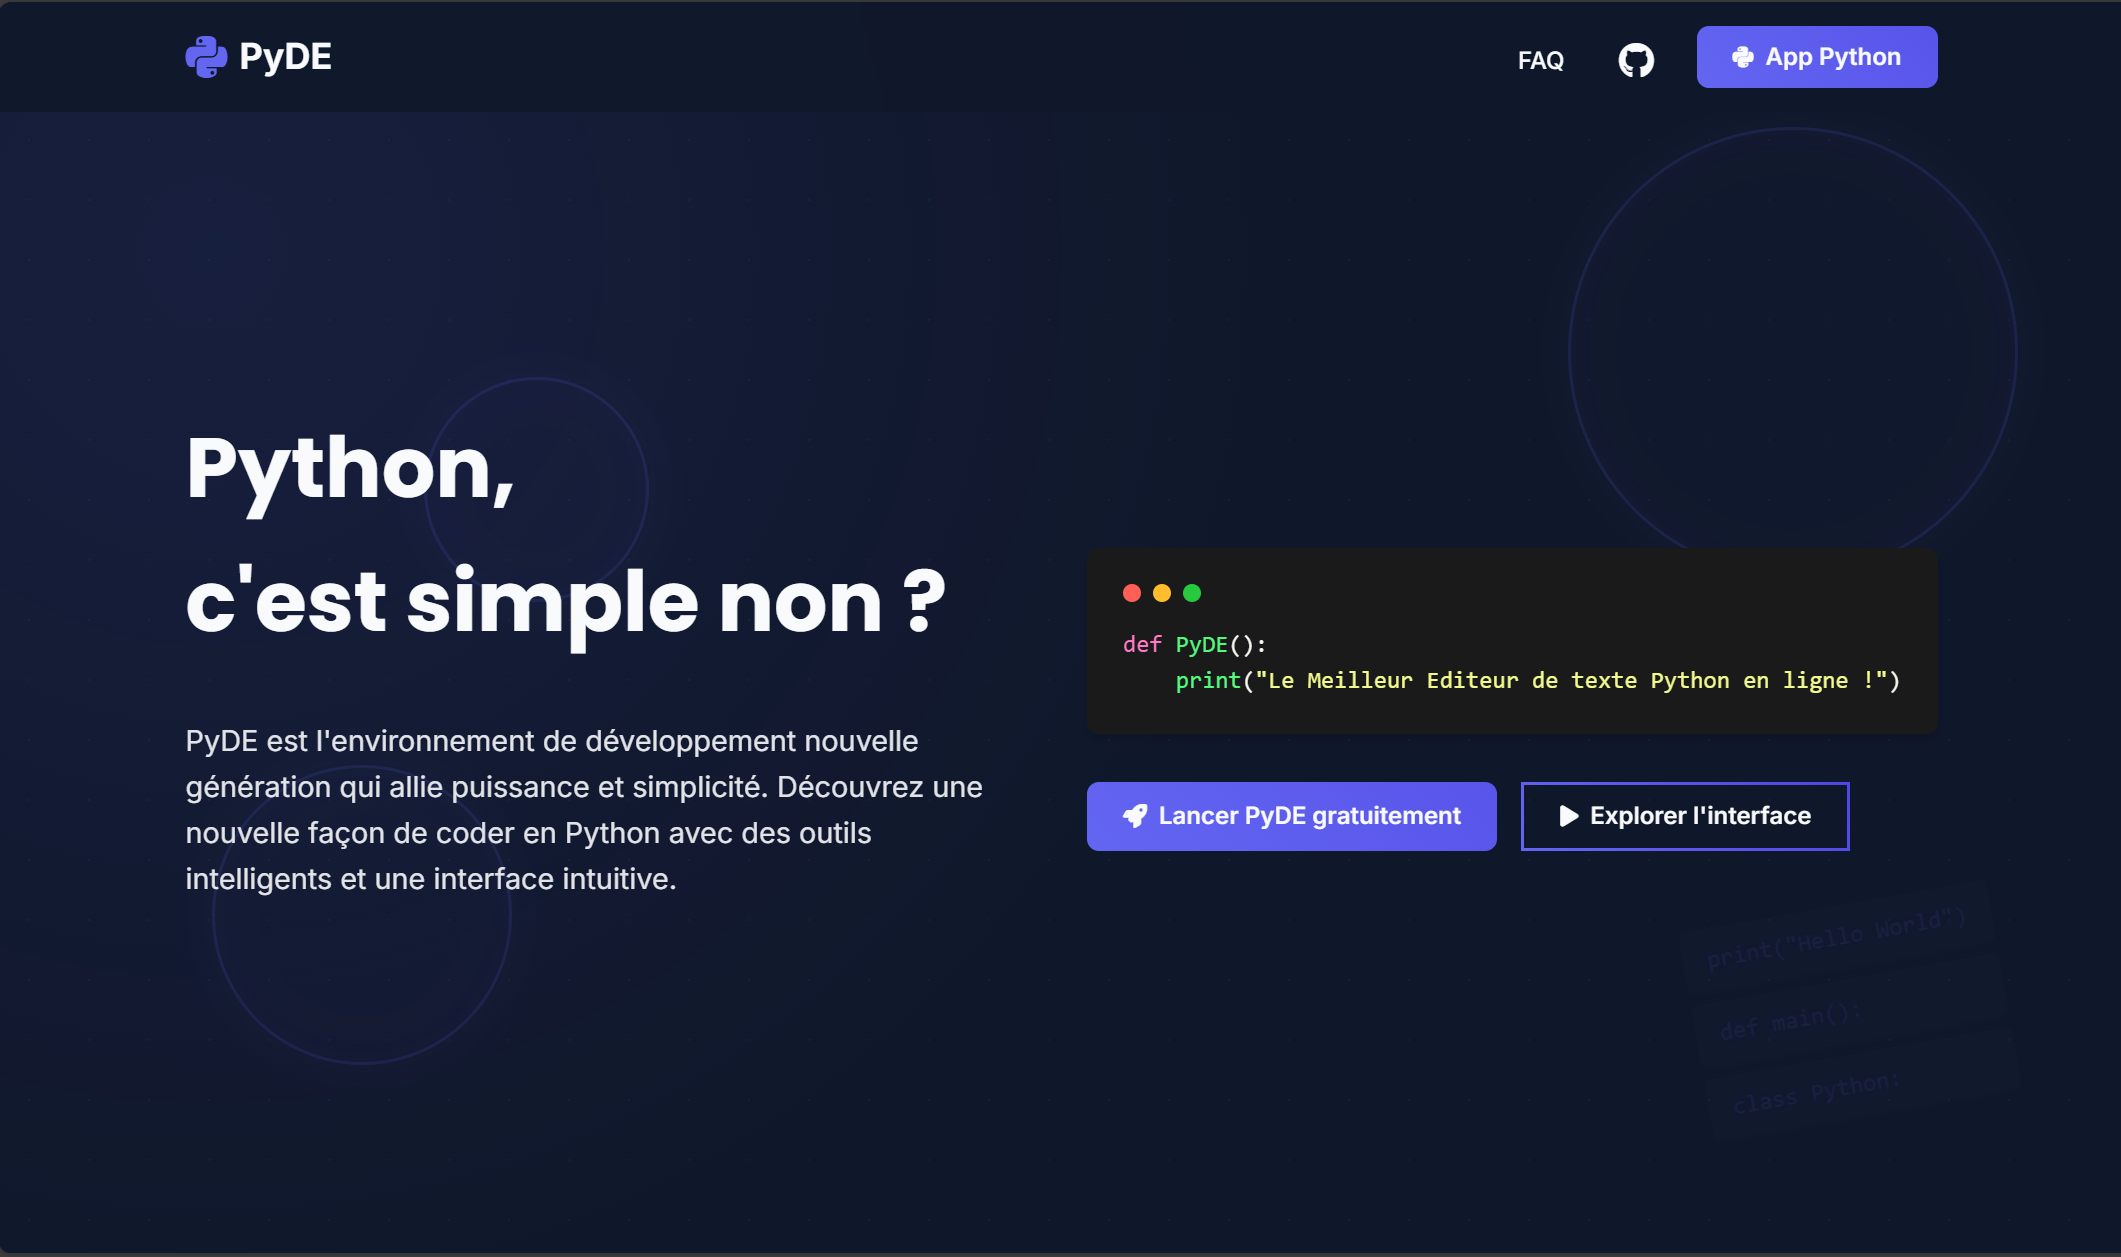 PyDE
FAQ
App Python
Python,
c'est simple non ?
PyDE est l'environnement de développement nouvelle
génération qui allie puissance et simplicité. Découvrez une
nouvelle façon de coder en Python avec des outils
intelligents et une interface intuitive.
def PyDE():
    print("Le Meilleur Editeur de texte Python en ligne !")
Lancer PyDE gratuitement
Explorer l'interface
print("Hello World")
def main():
class Python: